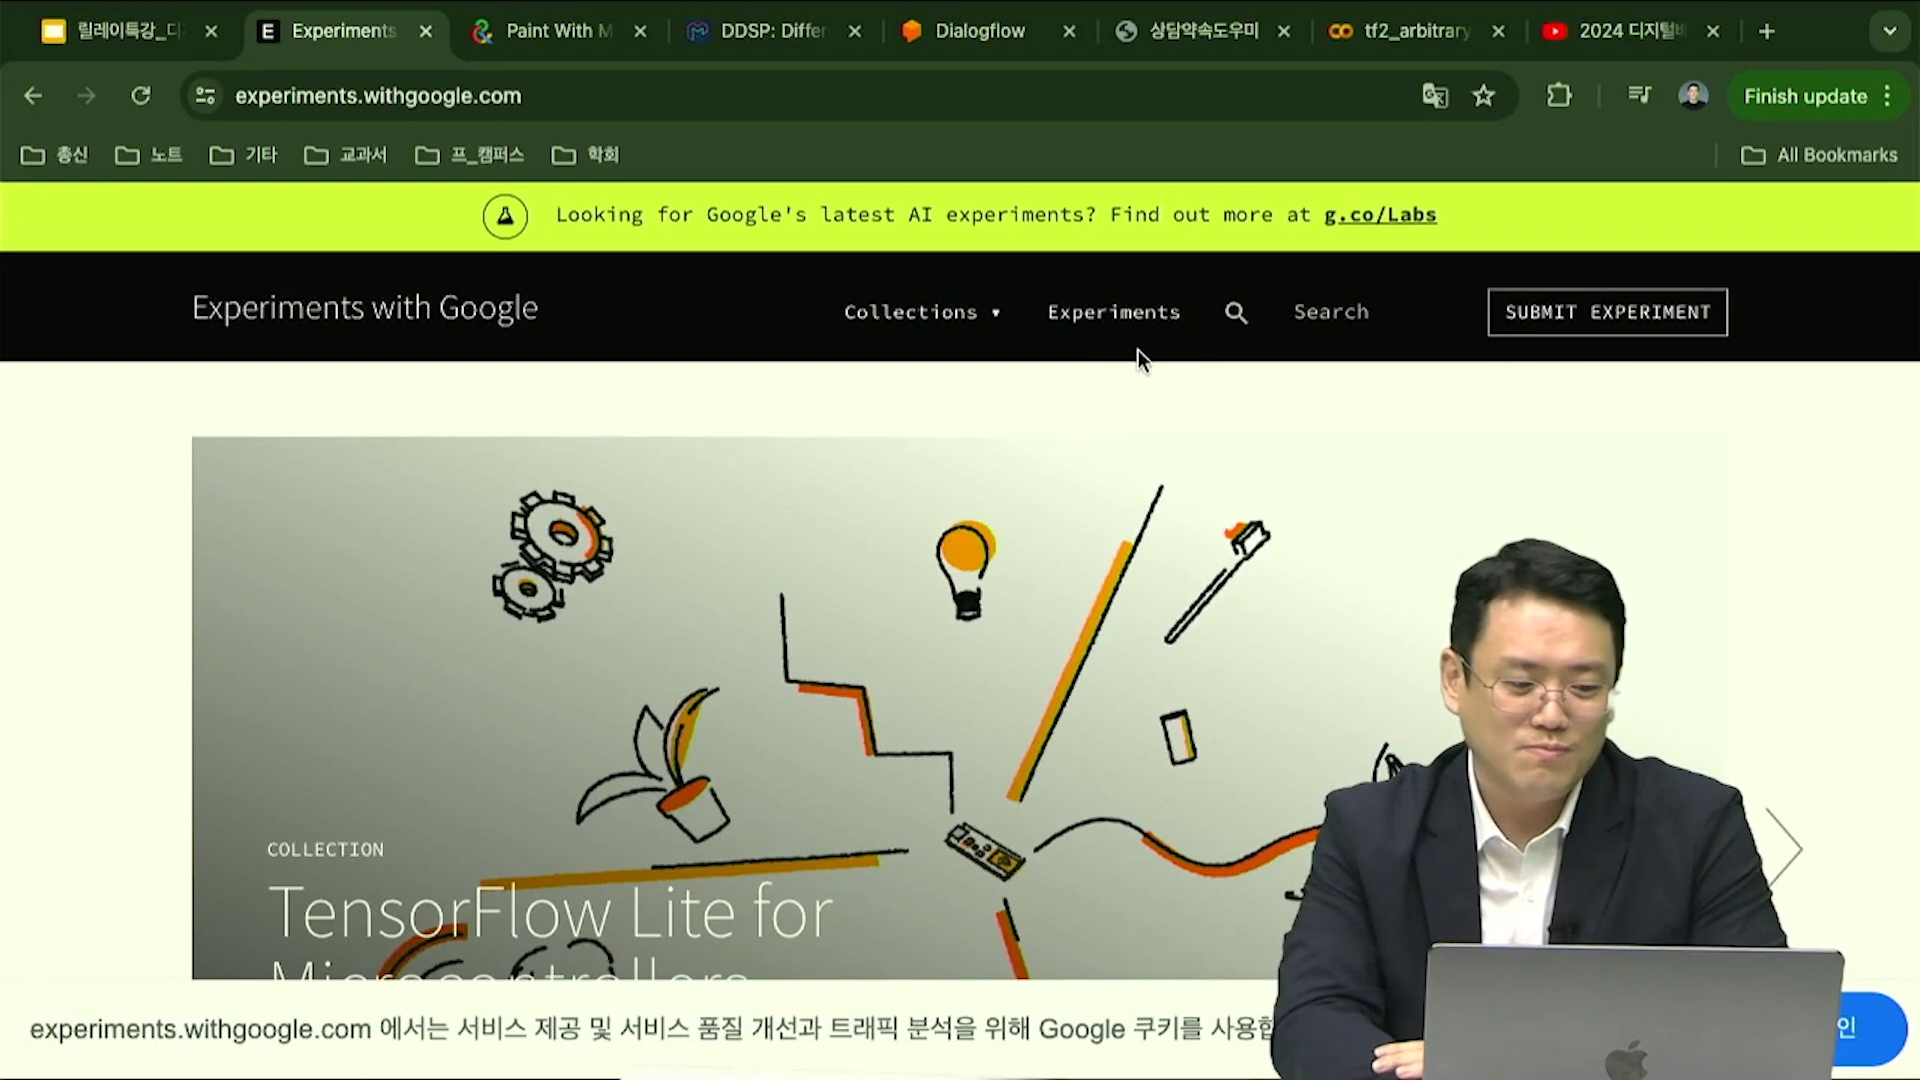 릴레이특강_디
Experiments
Paint With M
DDSP: Differ
Dialogflow
상담약속도우미
tf2_arbitrary
2024 디지털
experiments.withgoogle.com
Finish update
총신
노트
기타
교과서
프_캠퍼스
학회
All Bookmarks
Looking for Google's latest AI experiments? Find out more at g.co/Labs
Experiments with Google
Collections
Experiments
Search
SUBMIT EXPERIMENT
COLLECTION
TensorFlow Lite for
Microcontrollers
experiments.withgoogle.com 에서는 서비스 제공 및 서비스 품질 개선과 트래픽 분석을 위해 Google 쿠키를 사용합
인